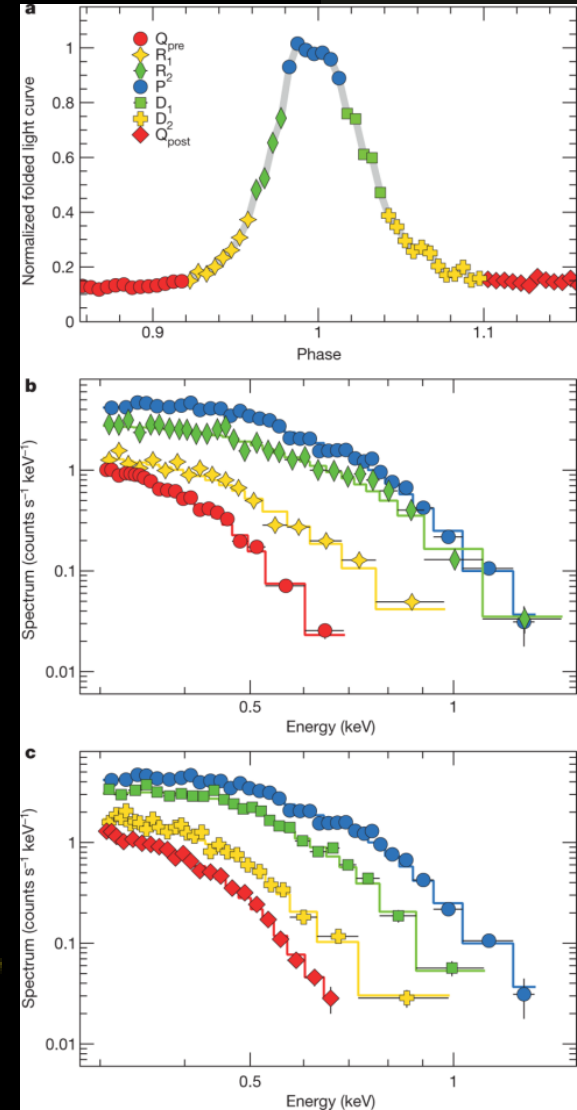 a
Normalized folded light curve
1
0.8
0.6
0.4
0.2
0
Q_pre
R_1
R_2
P
D_1
D_2
Q_post
0.9
1
1.1
Phase
b
Spectrum (counts s⁻¹ keV⁻¹)
1
0.1
0.01
0.5
1
Energy (keV)
c
Spectrum (counts s⁻¹ keV⁻¹)
1
0.1
0.01
0.5
1
Energy (keV)